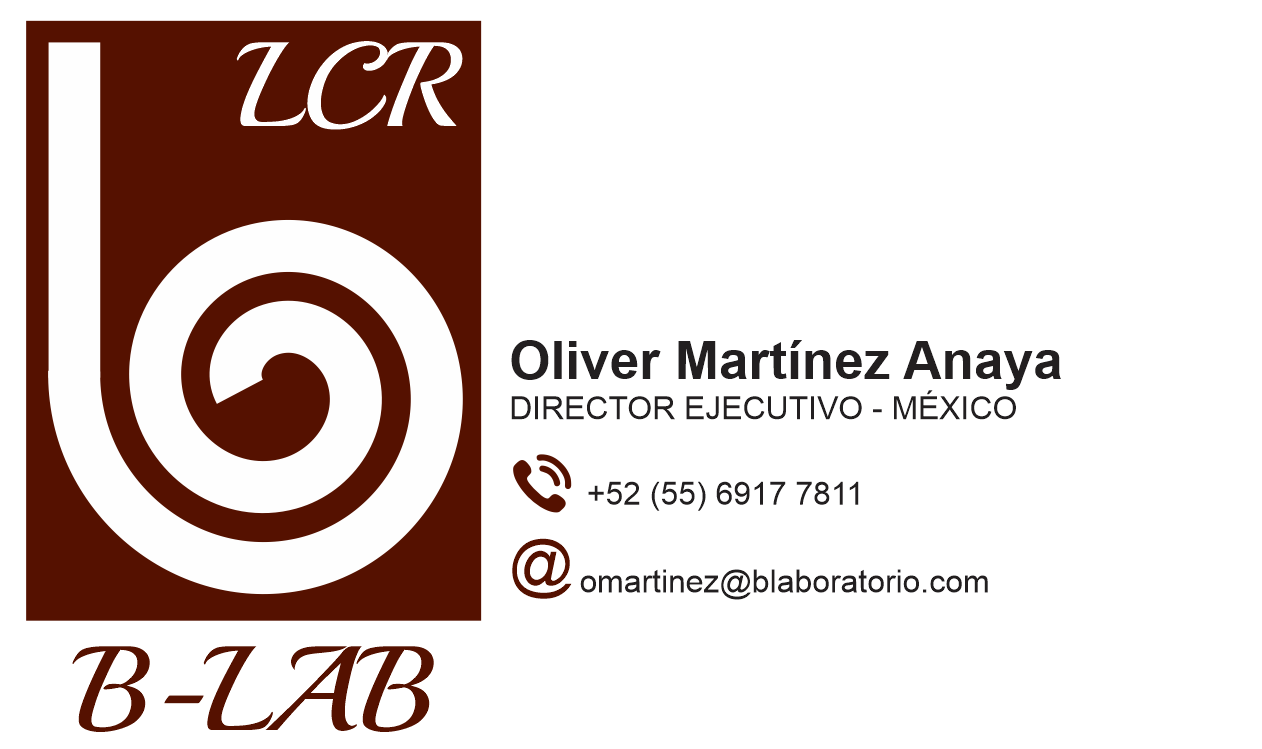 LCR
Oliver Martínez Anaya
DIRECTOR EJECUTIVO - MÉXICO
+52 (55) 6917 7811
@ omartinez@blaboratorio.com
B-LAB